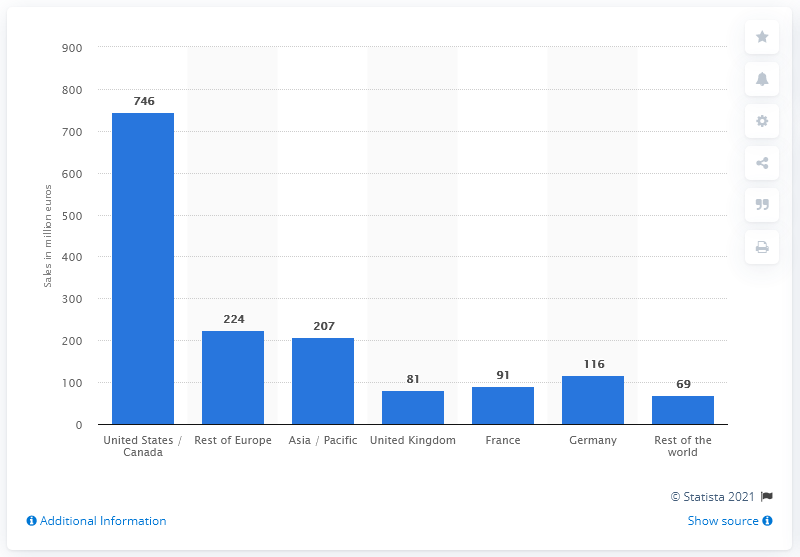 900
800
700
600
500
400
300
200
100
0
Sales in million euros
746
224
207
81
91
116
69
United States / Canada
Rest of Europe
Asia / Pacific
United Kingdom
France
Germany
Rest of the world
© Statista 2021
Additional Information
Show source